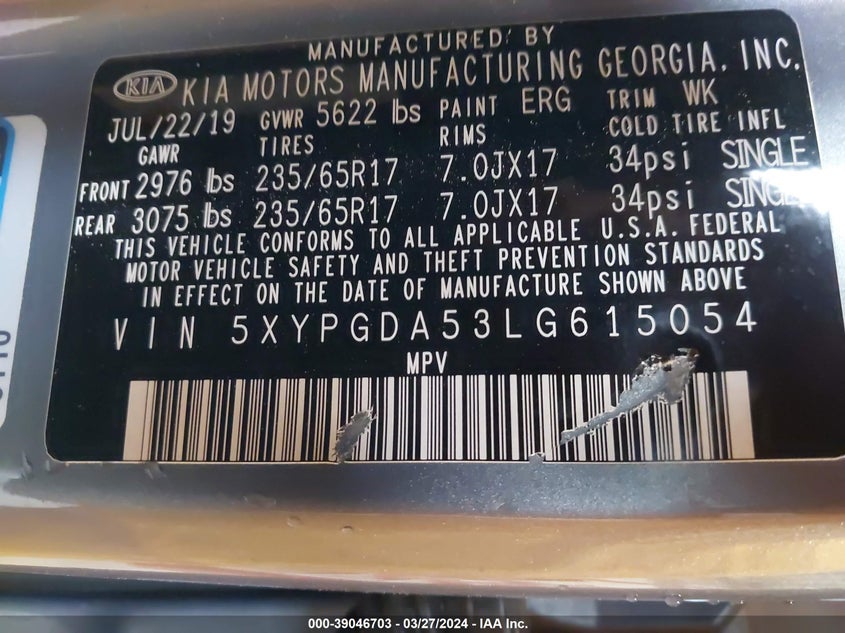 MANUFACTURED BY
KIA KIA MOTORS MANUFACTURING GEORGIA, INC.
JUL/22/19 GVWR 5622 lbs PAINT ERG TRIM WK
GAWR TIRES RIMS COLD TIRE INFL
FRONT 2976 lbs 235/65R17 7.0JX17 34psi SINGLE
REAR 3075 lbs 235/65R17 7.0JX17 34psi SINGLE
THIS VEHICLE CONFORMS TO ALL APPLICABLE U.S.A. FEDERAL
MOTOR VEHICLE SAFETY AND THEFT PREVENTION STANDARDS
IN EFFECT ON THE DATE OF MANUFACTURE SHOWN ABOVE
VIN 5XYPGDA53LG615054
MPV
000-39046703 - 03/27/2024 - IAA Inc.